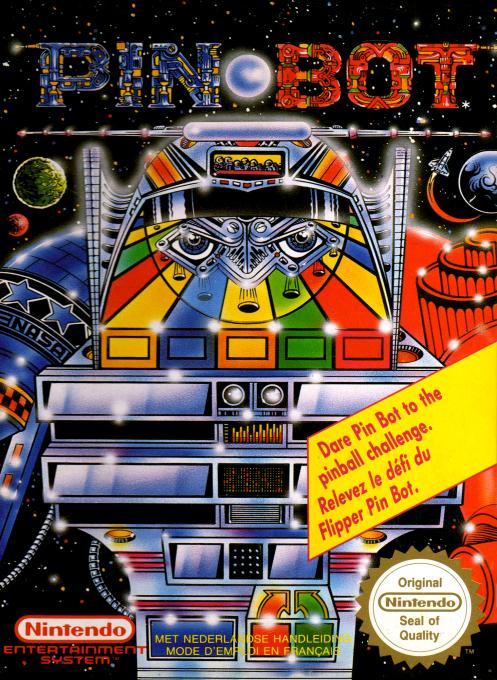 PIN·BOT
*
NASA
Dare Pin Bot to the
pinball challenge.
Relevez le défi du
Flipper Pin Bot.
Original
Nintendo
Seal of
Quality
Nintendo
ENTERTAINMENT
SYSTEM™
MET NEDERLANDSE HANDLEIDING
MODE D'EMPLOI EN FRANÇAIS